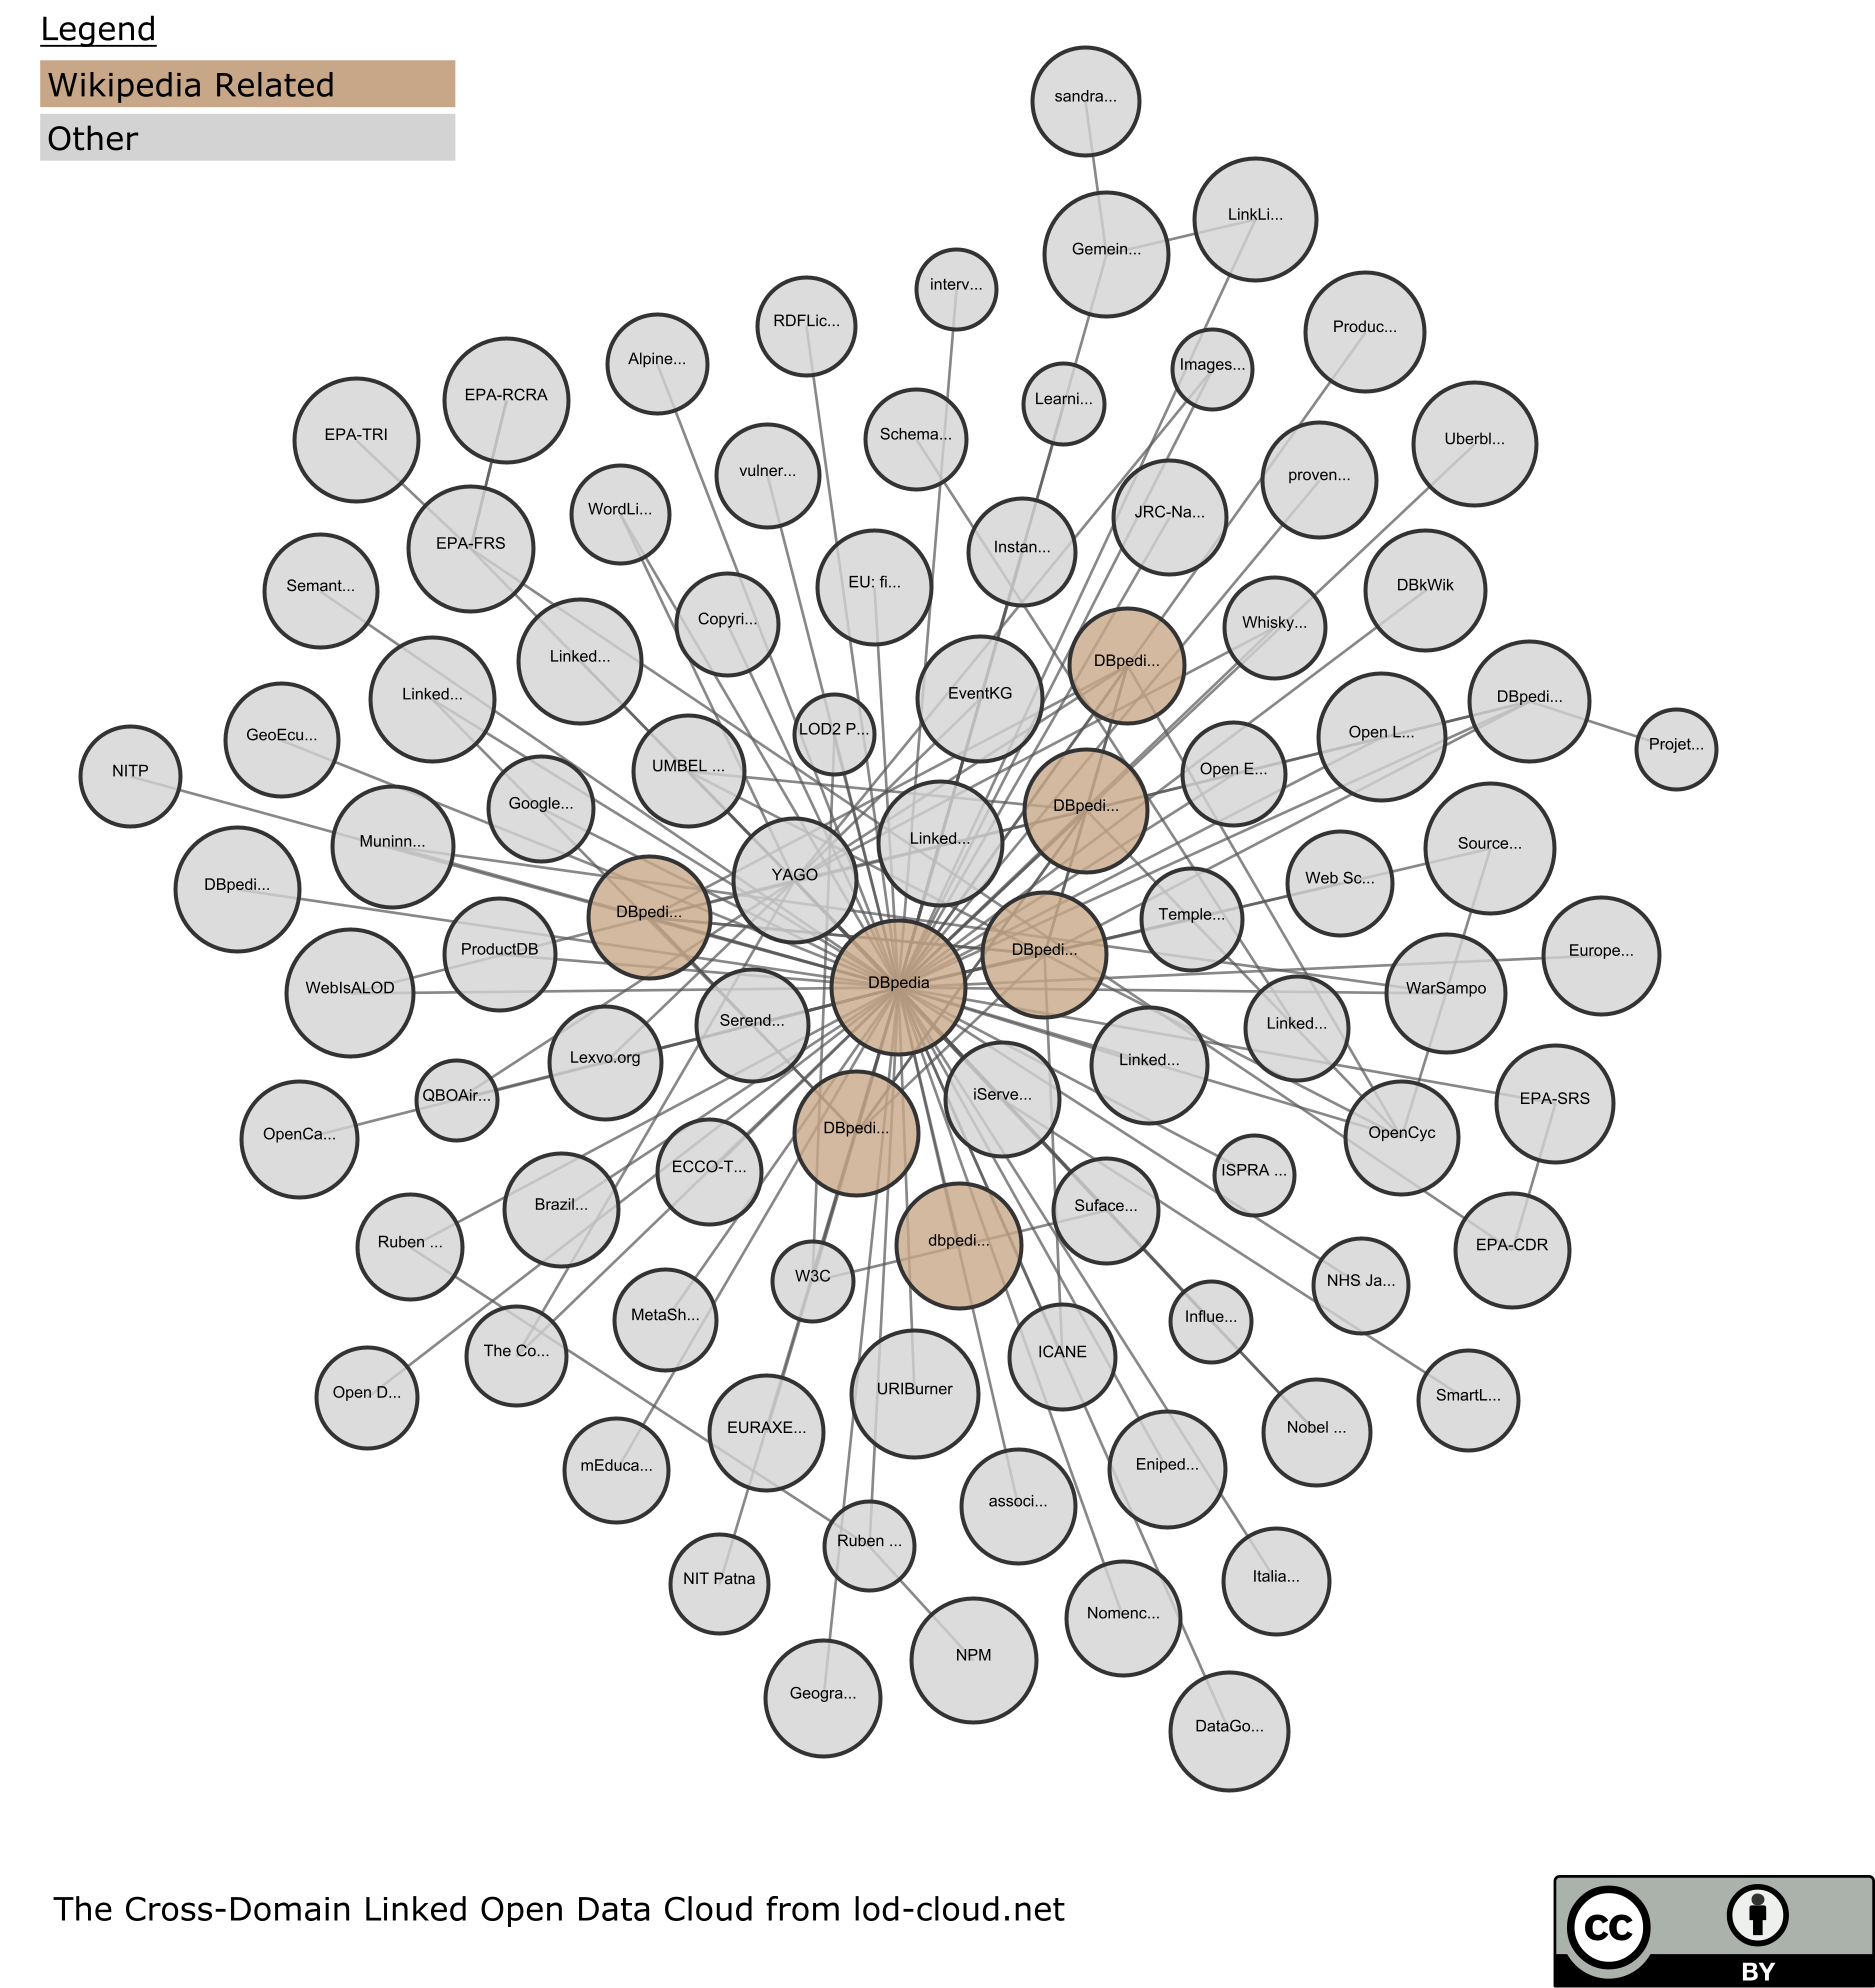 Legend
Wikipedia Related
Other
sandra...
LinkLi...
Gemein...
interv...
RDFLic...
Produc...
Alpine...
Images...
EPA-RCRA
Learni...
EPA-TRI
Schema...
Uberbl...
vulner...
proven...
WordLi...
JRC-Na...
EPA-FRS
Instan...
Semant...
EU: fi...
DBkWik
Copyri...
Whisky...
Linked...
DBpedi...
Linked...
EventKG
DBpedi...
GeoEcu...
LOD2 P...
Open L...
Projet...
NITP
UMBEL ...
Open E...
Google...
DBpedi...
Muninn...
Linked...
Source...
YAGO
Web Sc...
DBpedi...
DBpedi...
Temple...
ProductDB
DBpedi...
Europe...
WebIsALOD
DBpedia
WarSampo
Serend...
Linked...
Lexvo.org
Linked...
QBOAir...
iServe...
EPA-SRS
OpenCa...
DBpedi...
OpenCyc
ECCO-T...
ISPRA ...
Brazil...
Suface...
Ruben ...
dbpedi...
EPA-CDR
W3C
NHS Ja...
MetaSh...
Influe...
The Co...
ICANE
Open D...
URIBurner
SmartL...
EURAXE...
Nobel ...
mEduca...
Eniped...
associ...
Ruben ...
NIT Patna
Italia...
Nomenc...
NPM
Geogra...
DataGo...
The Cross-Domain Linked Open Data Cloud from lod-cloud.net
cc
BY